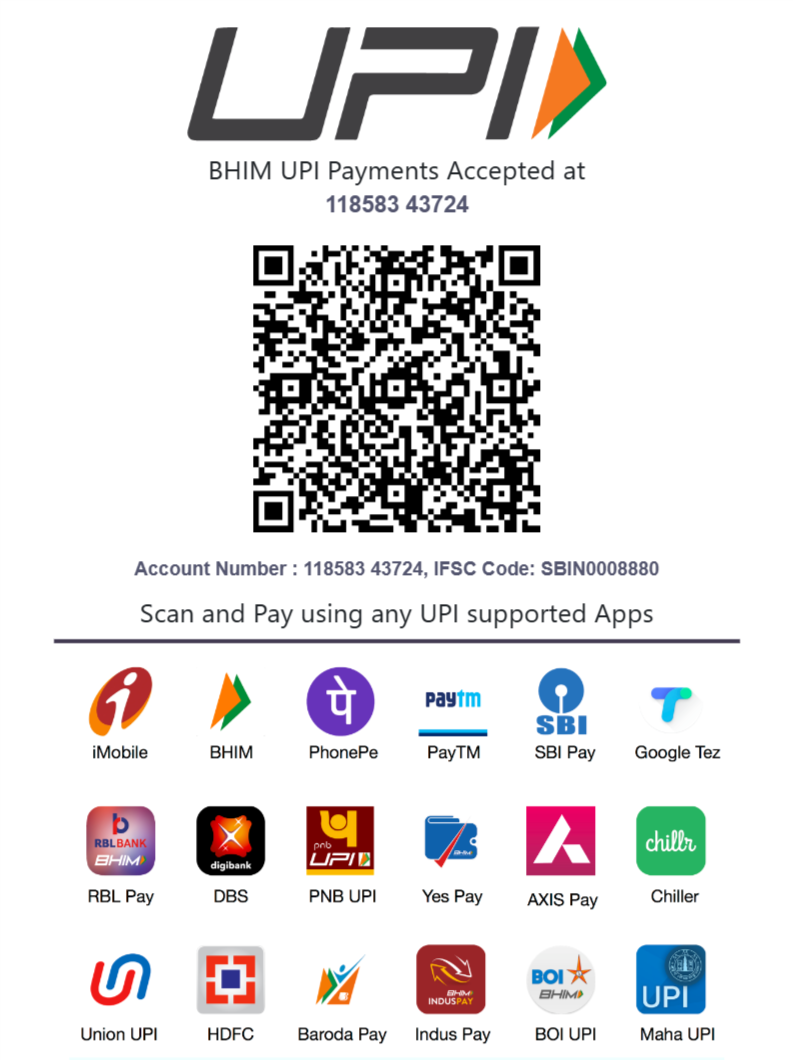 UPI
BHIM UPI Payments Accepted at
118583 43724
Account Number : 118583 43724, IFSC Code: SBIN0008880
Scan and Pay using any UPI supported Apps
i पे paytm SBI
iMobile BHIM PhonePe PayTM SBI Pay Google Tez
b RBLBANK BHIM digibank पु pnb UPI BHIM chillr
RBL Pay DBS PNB UPI Yes Pay AXIS Pay Chiller
BHIM INDUSPAY BOI BHIM UPI
Union UPI HDFC Baroda Pay Indus Pay BOI UPI Maha UPI